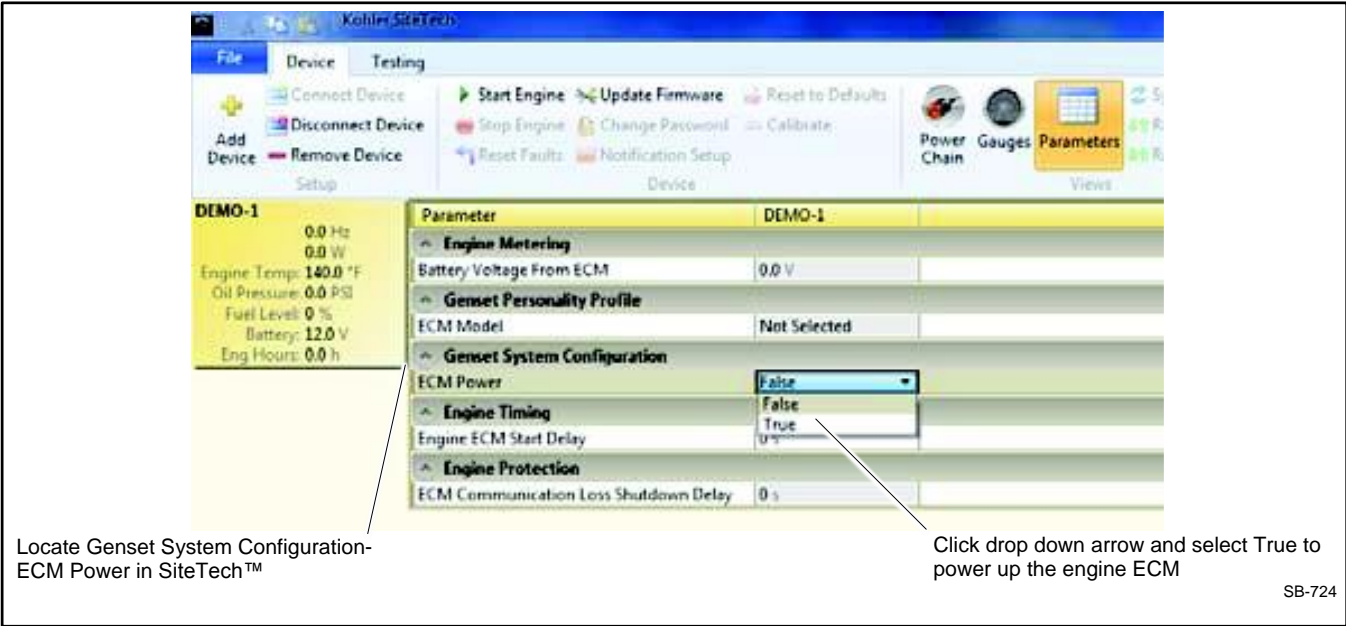 Kohler SiteTech
File Device Testing
Add Device
Connect Device
Disconnect Device
Remove Device
Setup
Start Engine
Stop Engine
Reset Faults
Update Firmware
Change Password
Notification Setup
Reset to Defaults
Calibrate
Device
Power Chain
Gauges
Parameters
Views
DEMO-1
0.0 Hz
0.0 W
Engine Temp: 140.0 °F
Oil Pressure: 0.0 PSI
Fuel Level: 0 %
Battery: 12.0 V
Eng Hours: 0.0 h
Parameter DEMO-1
Engine Metering
Battery Voltage From ECM 0.0 V
Genset Personality Profile
ECM Model Not Selected
Genset System Configuration
ECM Power False
False
True
Engine Timing
Engine ECM Start Delay 0 s
Engine Protection
ECM Communication Loss Shutdown Delay 0 s
Locate Genset System Configuration-
ECM Power in SiteTech™
Click drop down arrow and select True to
power up the engine ECM
SB-724